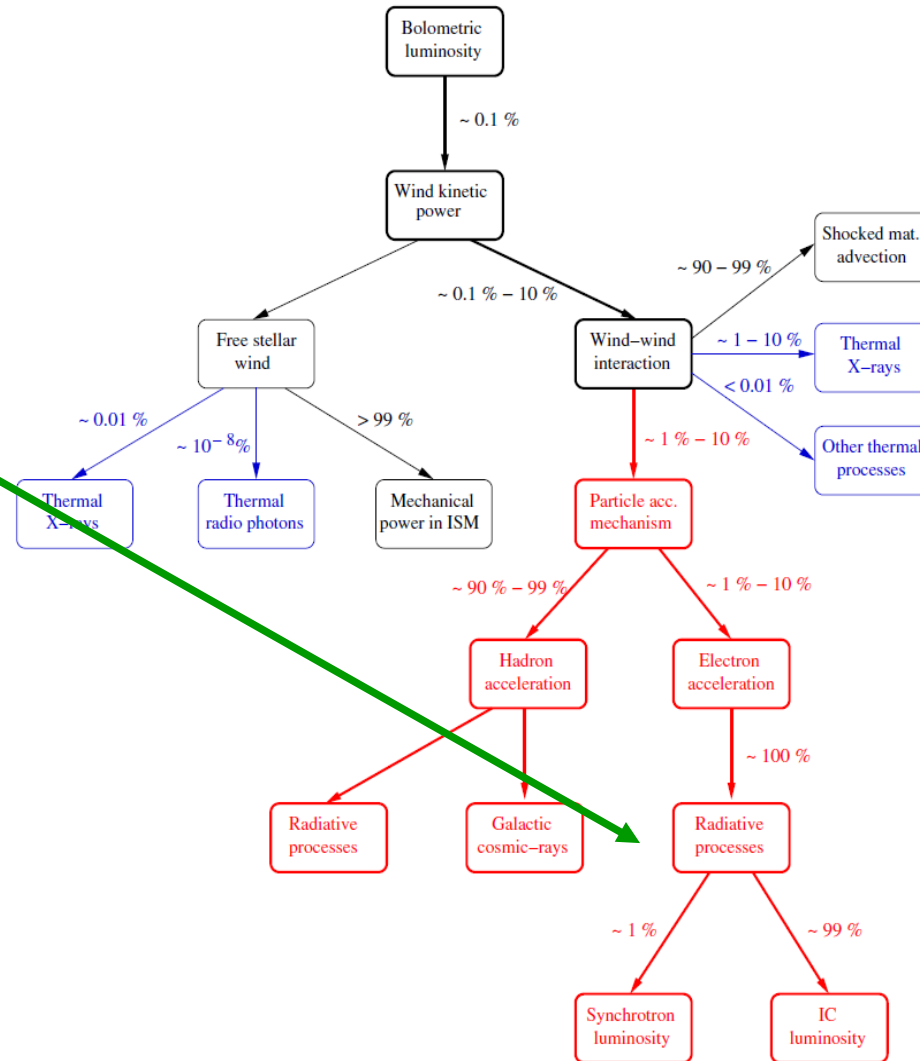 Bolometric
luminosity
~ 0.1 %
Wind kinetic
power
Shocked mat.
advection
~ 90 – 99 %
~ 0.1 % – 10 %
Free stellar
wind
Wind–wind
interaction
~ 1 – 10 %
Thermal
X–rays
< 0.01 %
~ 0.01 %
~ 10⁻⁸%
> 99 %
~ 1 % – 10 %
Other thermal
processes
Thermal
X–rays
Thermal
radio photons
Mechanical
power in ISM
Particle acc.
mechanism
~ 90 % – 99%
~ 1 % – 10 %
Hadron
acceleration
Electron
acceleration
~ 100 %
Radiative
processes
Galactic
cosmic–rays
Radiative
processes
~ 1 %
~ 99 %
Synchrotron
luminosity
IC
luminosity